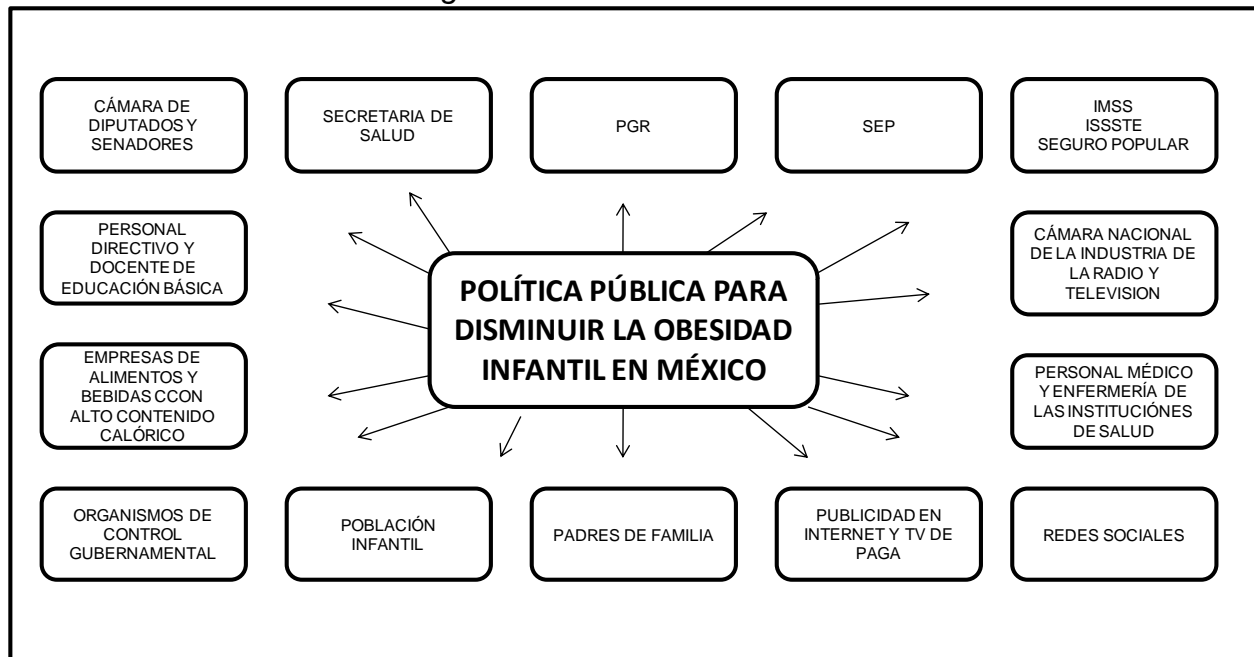 CÁMARA DE
DIPUTADOS Y
SENADORES
SECRETARIA DE
SALUD
PGR
SEP
IMSS
ISSSTE
SEGURO POPULAR
PERSONAL
DIRECTIVO Y
DOCENTE DE
EDUCACIÓN BÁSICA
CÁMARA NACIONAL
DE LA INDUSTRIA DE
LA RADIO Y
TELEVISION
POLÍTICA PÚBLICA PARA
DISMINUIR LA OBESIDAD
INFANTIL EN MÉXICO
EMPRESAS DE
ALIMENTOS Y
BEBIDAS CCON
ALTO CONTENIDO
CALÓRICO
PERSONAL MÉDICO
Y ENFERMERÍA DE
LAS INSTITUCIÓNES
DE SALUD
ORGANISMOS DE
CONTROL
GUBERNAMENTAL
POBLACIÓN
INFANTIL
PADRES DE FAMILIA
PUBLICIDAD EN
INTERNET Y TV DE
PAGA
REDES SOCIALES